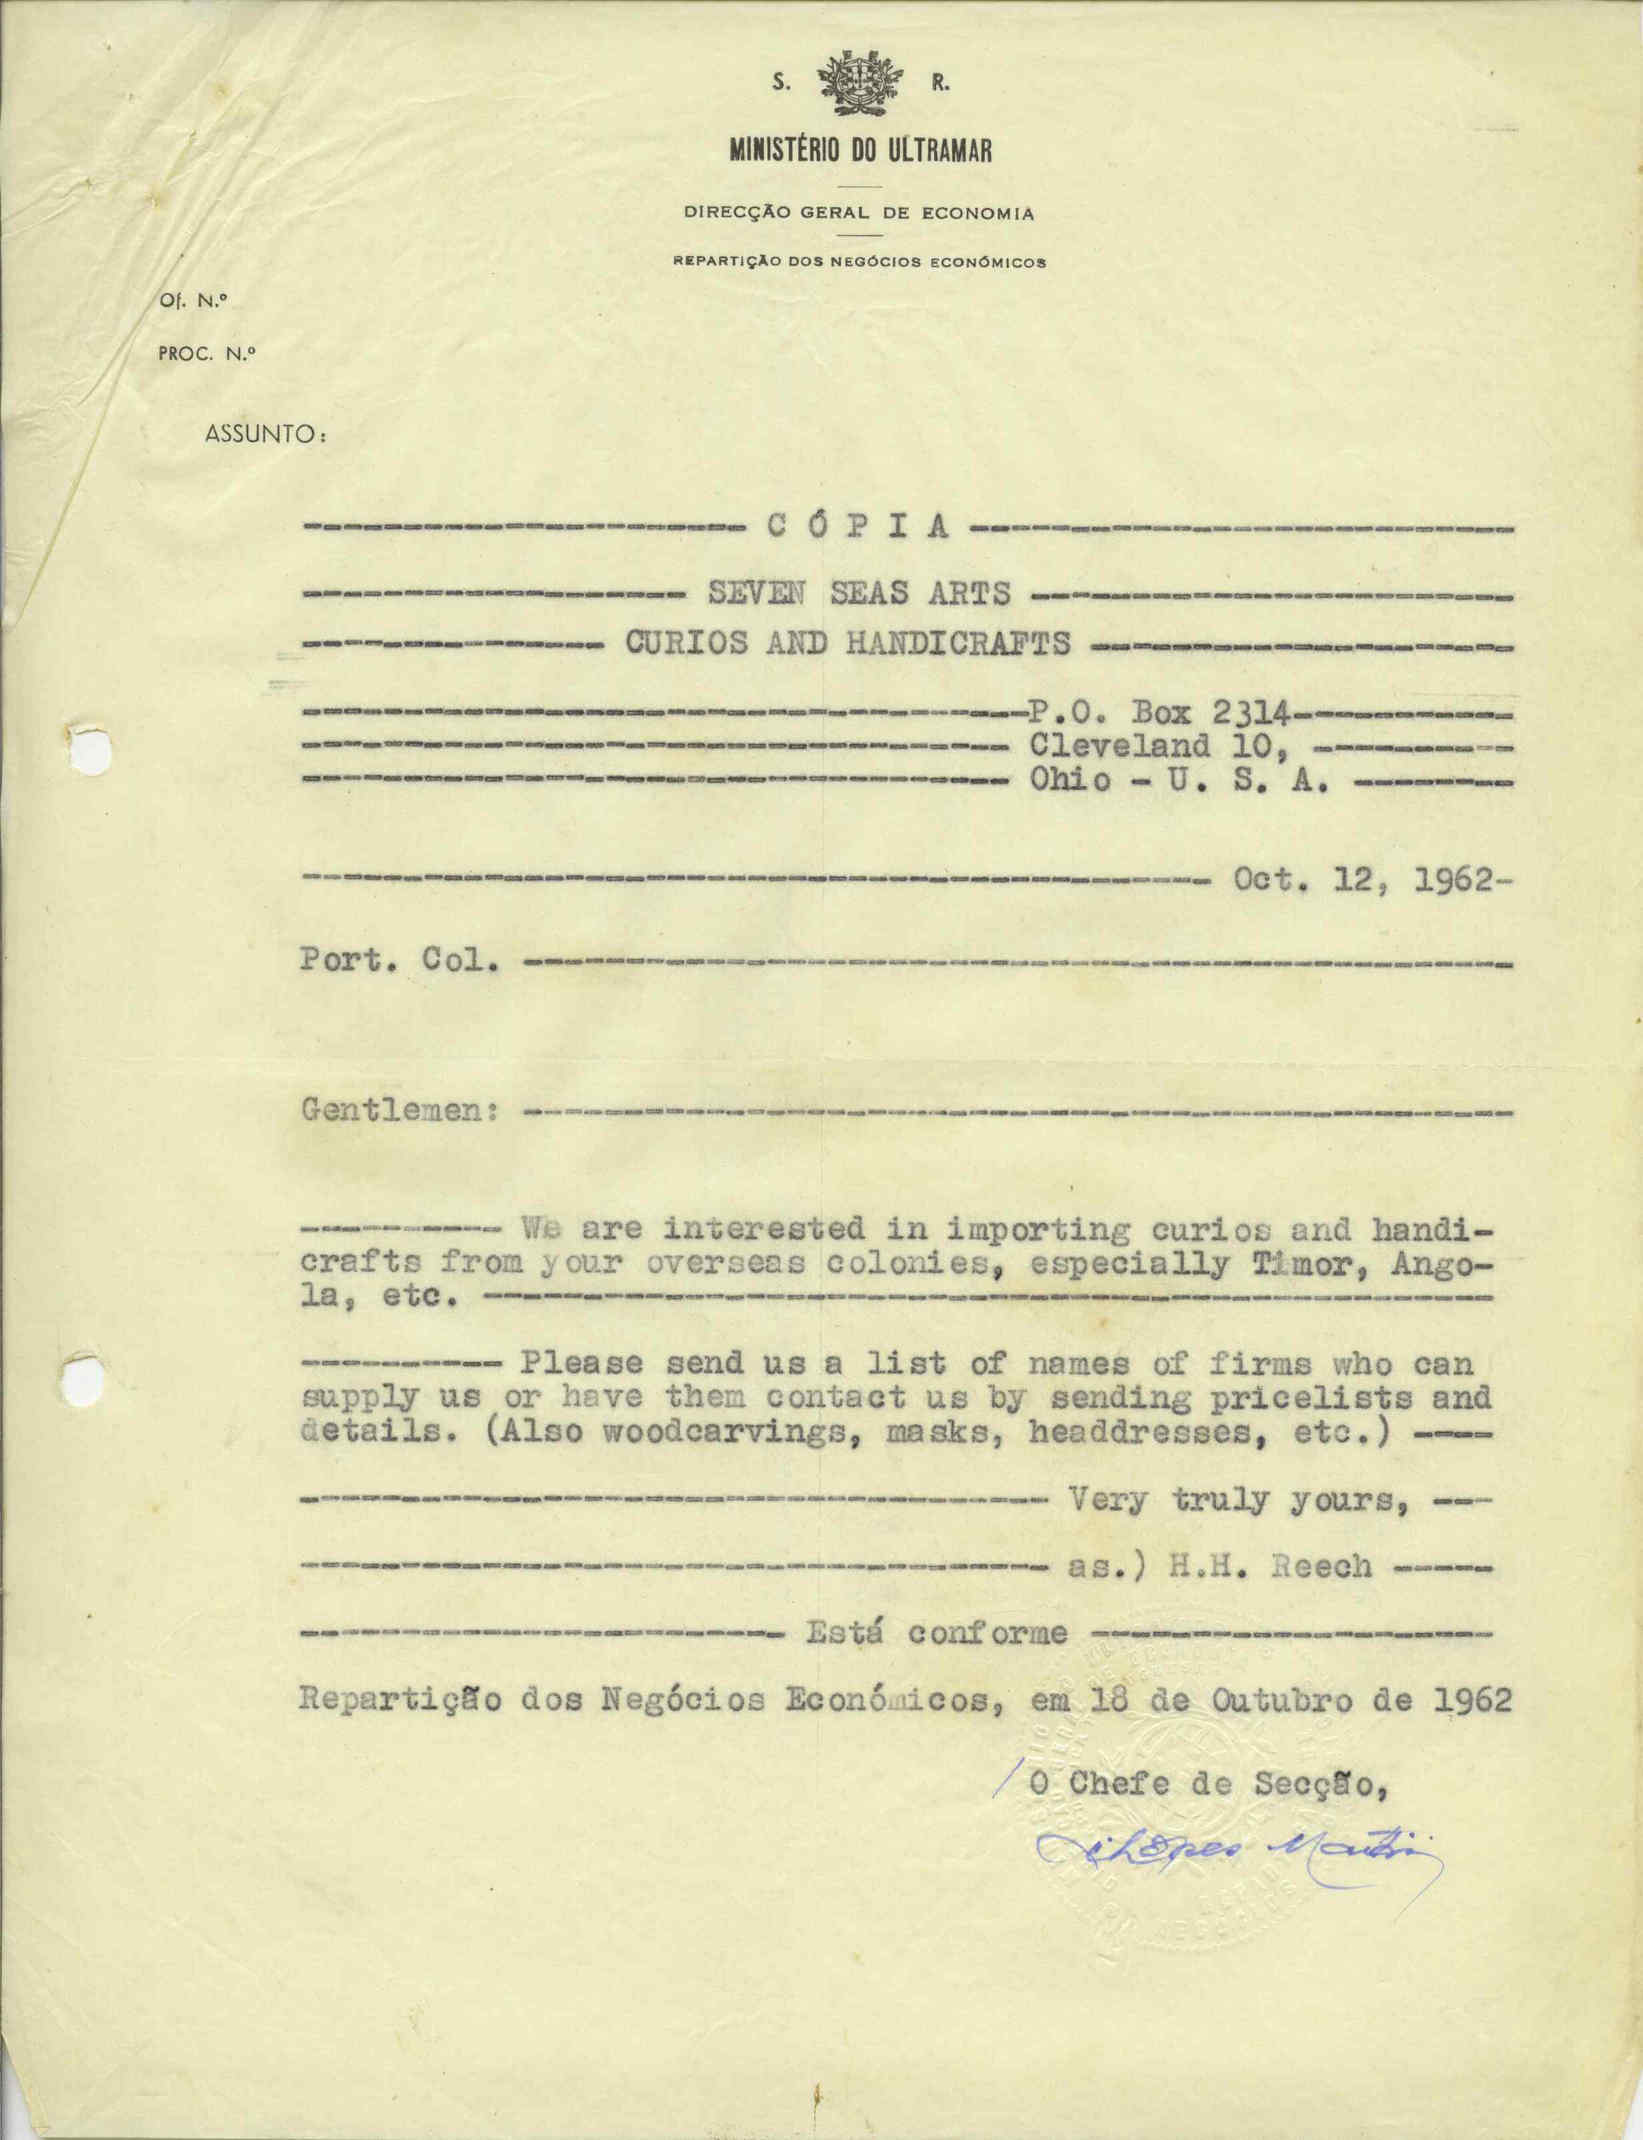 S. R.
MINISTÉRIO DO ULTRAMAR
DIRECÇÃO GERAL DE ECONOMIA
REPARTIÇÃO DOS NEGÓCIOS ECONÓMICOS
Of. N.º
PROC. N.º
ASSUNTO:
---------------------- C Ó P I A ---------------------------
------------------- SEVEN SEAS ARTS ------------------------
--------------- CURIOS AND HANDICRAFTS ---------------------
------------------------------------P.O. Box 2314-----------
----------------------------------- Cleveland 10, ----------
----------------------------------- Ohio - U. S. A. --------
--------------------------------------------- Oct. 12, 1962-
Port. Col. -------------------------------------------------
Gentlemen: -------------------------------------------------
---------- We are interested in importing curios and handi-
crafts from your overseas colonies, especially Timor, Ango-
la, etc. --------------------------------------------------
---------- Please send us a list of names of firms who can
supply us or have them contact us by sending pricelists and
details. (Also woodcarvings, masks, headdresses, etc.) ----
------------------------------------- Very truly yours, ---
------------------------------------- as.) H.H. Reech -----
------------------------ Está conforme --------------------
Repartição dos Negócios Económicos, em 18 de Outubro de 1962
/ O Chefe de Secção,